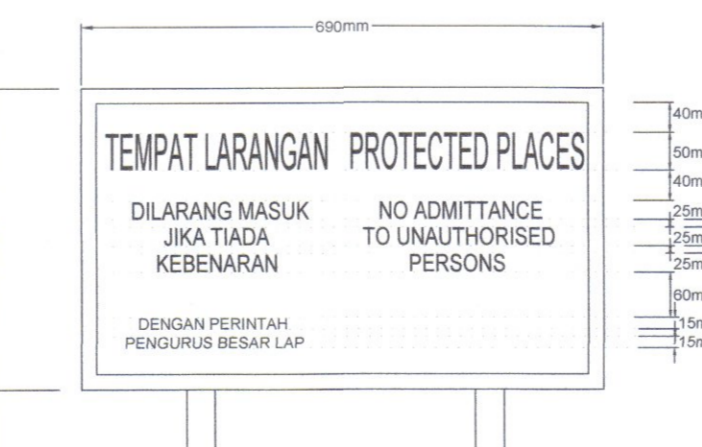 690mm
TEMPAT LARANGAN PROTECTED PLACES
DILARANG MASUK
JIKA TIADA
KEBENARAN
NO ADMITTANCE
TO UNAUTHORISED
PERSONS
DENGAN PERINTAH
PENGURUS BESAR LAP
40m
50m
40m
25m
25m
25m
60m
15m
15m